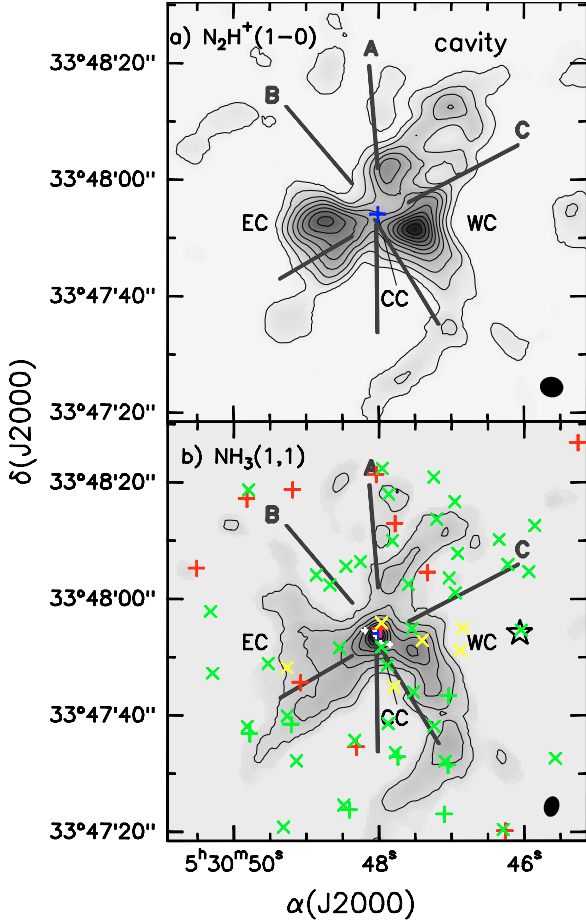 a) N₂H⁺(1-0)
cavity
A
B
C
EC
WC
CC
33°48'20''
33°48'00''
33°47'40''
33°47'20''
δ(J2000)
b) NH₃(1,1)
A
B
C
EC
WC
CC
33°48'20''
33°48'00''
33°47'40''
33°47'20''
5ʰ30ᵐ50ˢ
48ˢ
46ˢ
α(J2000)